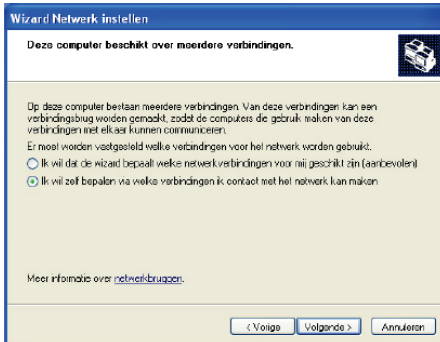 Wizard Netwerk instellen
Deze computer beschikt over meerdere verbindingen.
Op deze computer bestaan meerdere verbindingen. Van deze verbindingen kan een
verbindingsbrug worden gemaakt, zodat de computers die gebruik maken van deze
verbindingen met elkaar kunnen communiceren.
Er moet worden vastgesteld welke verbindingen voor het netwerk worden gebruikt.
Ik wil dat de wizard bepaalt welke netwerkverbindingen voor mij geschikt zijn (aanbevolen)
Ik wil zelf bepalen via welke verbindingen ik contact met het netwerk kan maken
Meer informatie over netwerkbruggen.
< Vorige Volgende > Annuleren